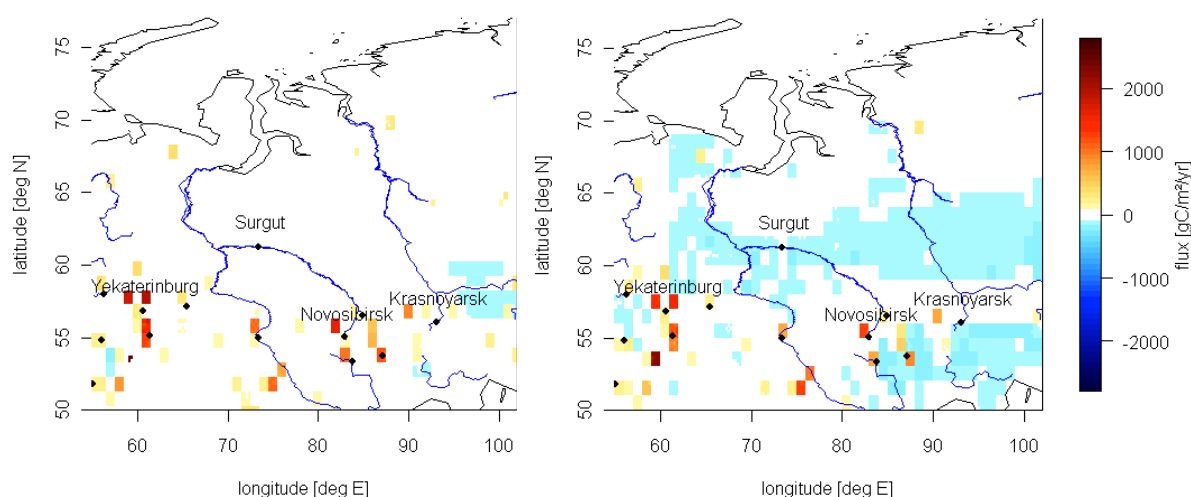 75
70
65
60
55
50
latitude [deg N]
Surgut
Yekaterinburg
Krasnoyarsk
Novosibirsk
60
70
80
90
100
longitude [deg E]
75
70
65
60
55
50
latitude [deg N]
Surgut
Yekaterinburg
Krasnoyarsk
Novosibirsk
60
70
80
90
100
longitude [deg E]
2000
1000
0
-1000
-2000
flux [gC/m²/yr]